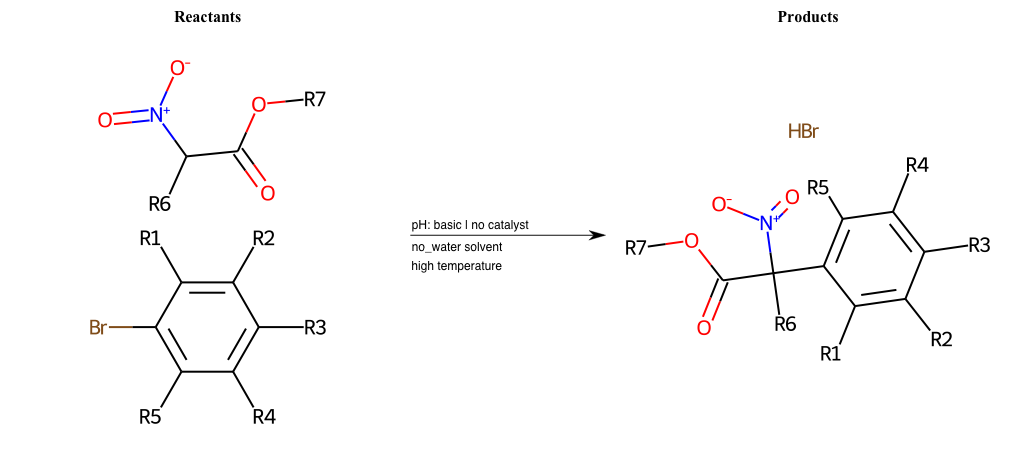 Reactants
Products
O-
O
N+
O
R7
O
R6
R1
R2
Br
R3
R5
R4
pH: basic | no catalyst
no_water solvent
high temperature
HBr
R4
R5
O-
O
N+
R7
O
R3
O
R6
R1
R2